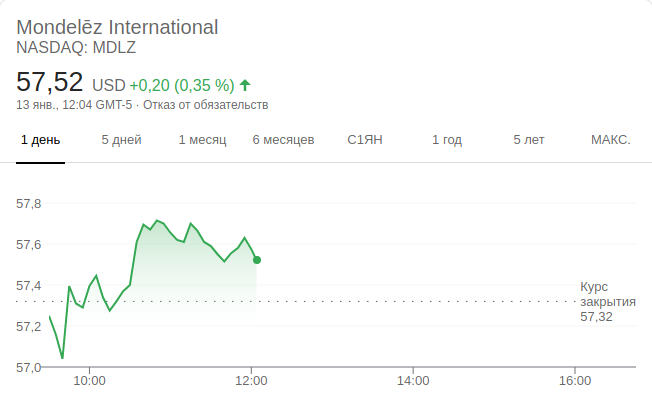 Mondelēz International
NASDAQ: MDLZ
57,52 USD +0,20 (0,35 %)
13 янв., 12:04 GMT-5 · Отказ от обязательств
1 день 5 дней 1 месяц 6 месяцев С1ЯН 1 год 5 лет МАКС.
57,8
57,6
57,4
57,2
57,0
Курс
закрытия
57,32
10:00 12:00 14:00 16:00